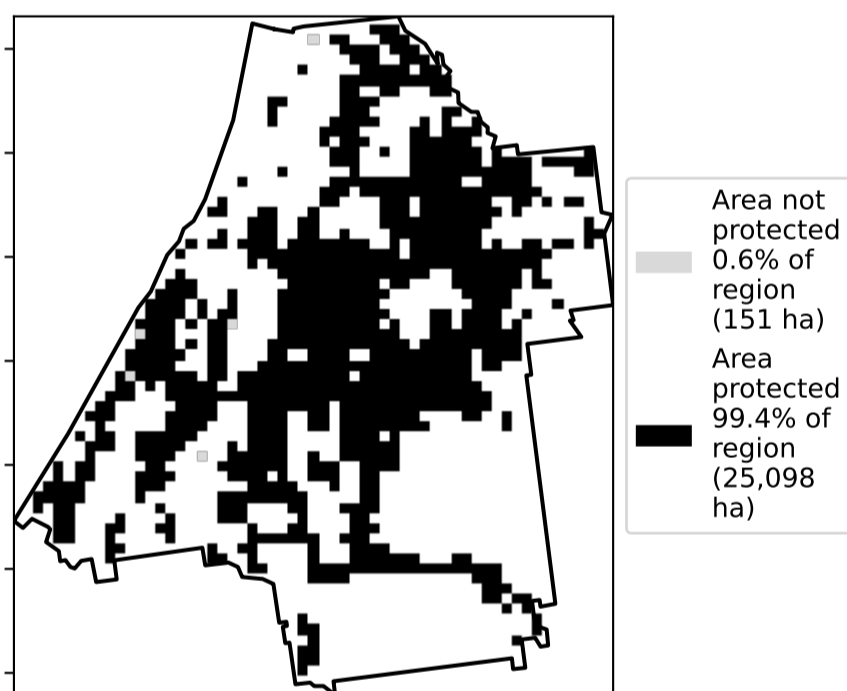 Area not
protected
0.6% of
region
(151 ha)
Area
protected
99.4% of
region
(25,098
ha)